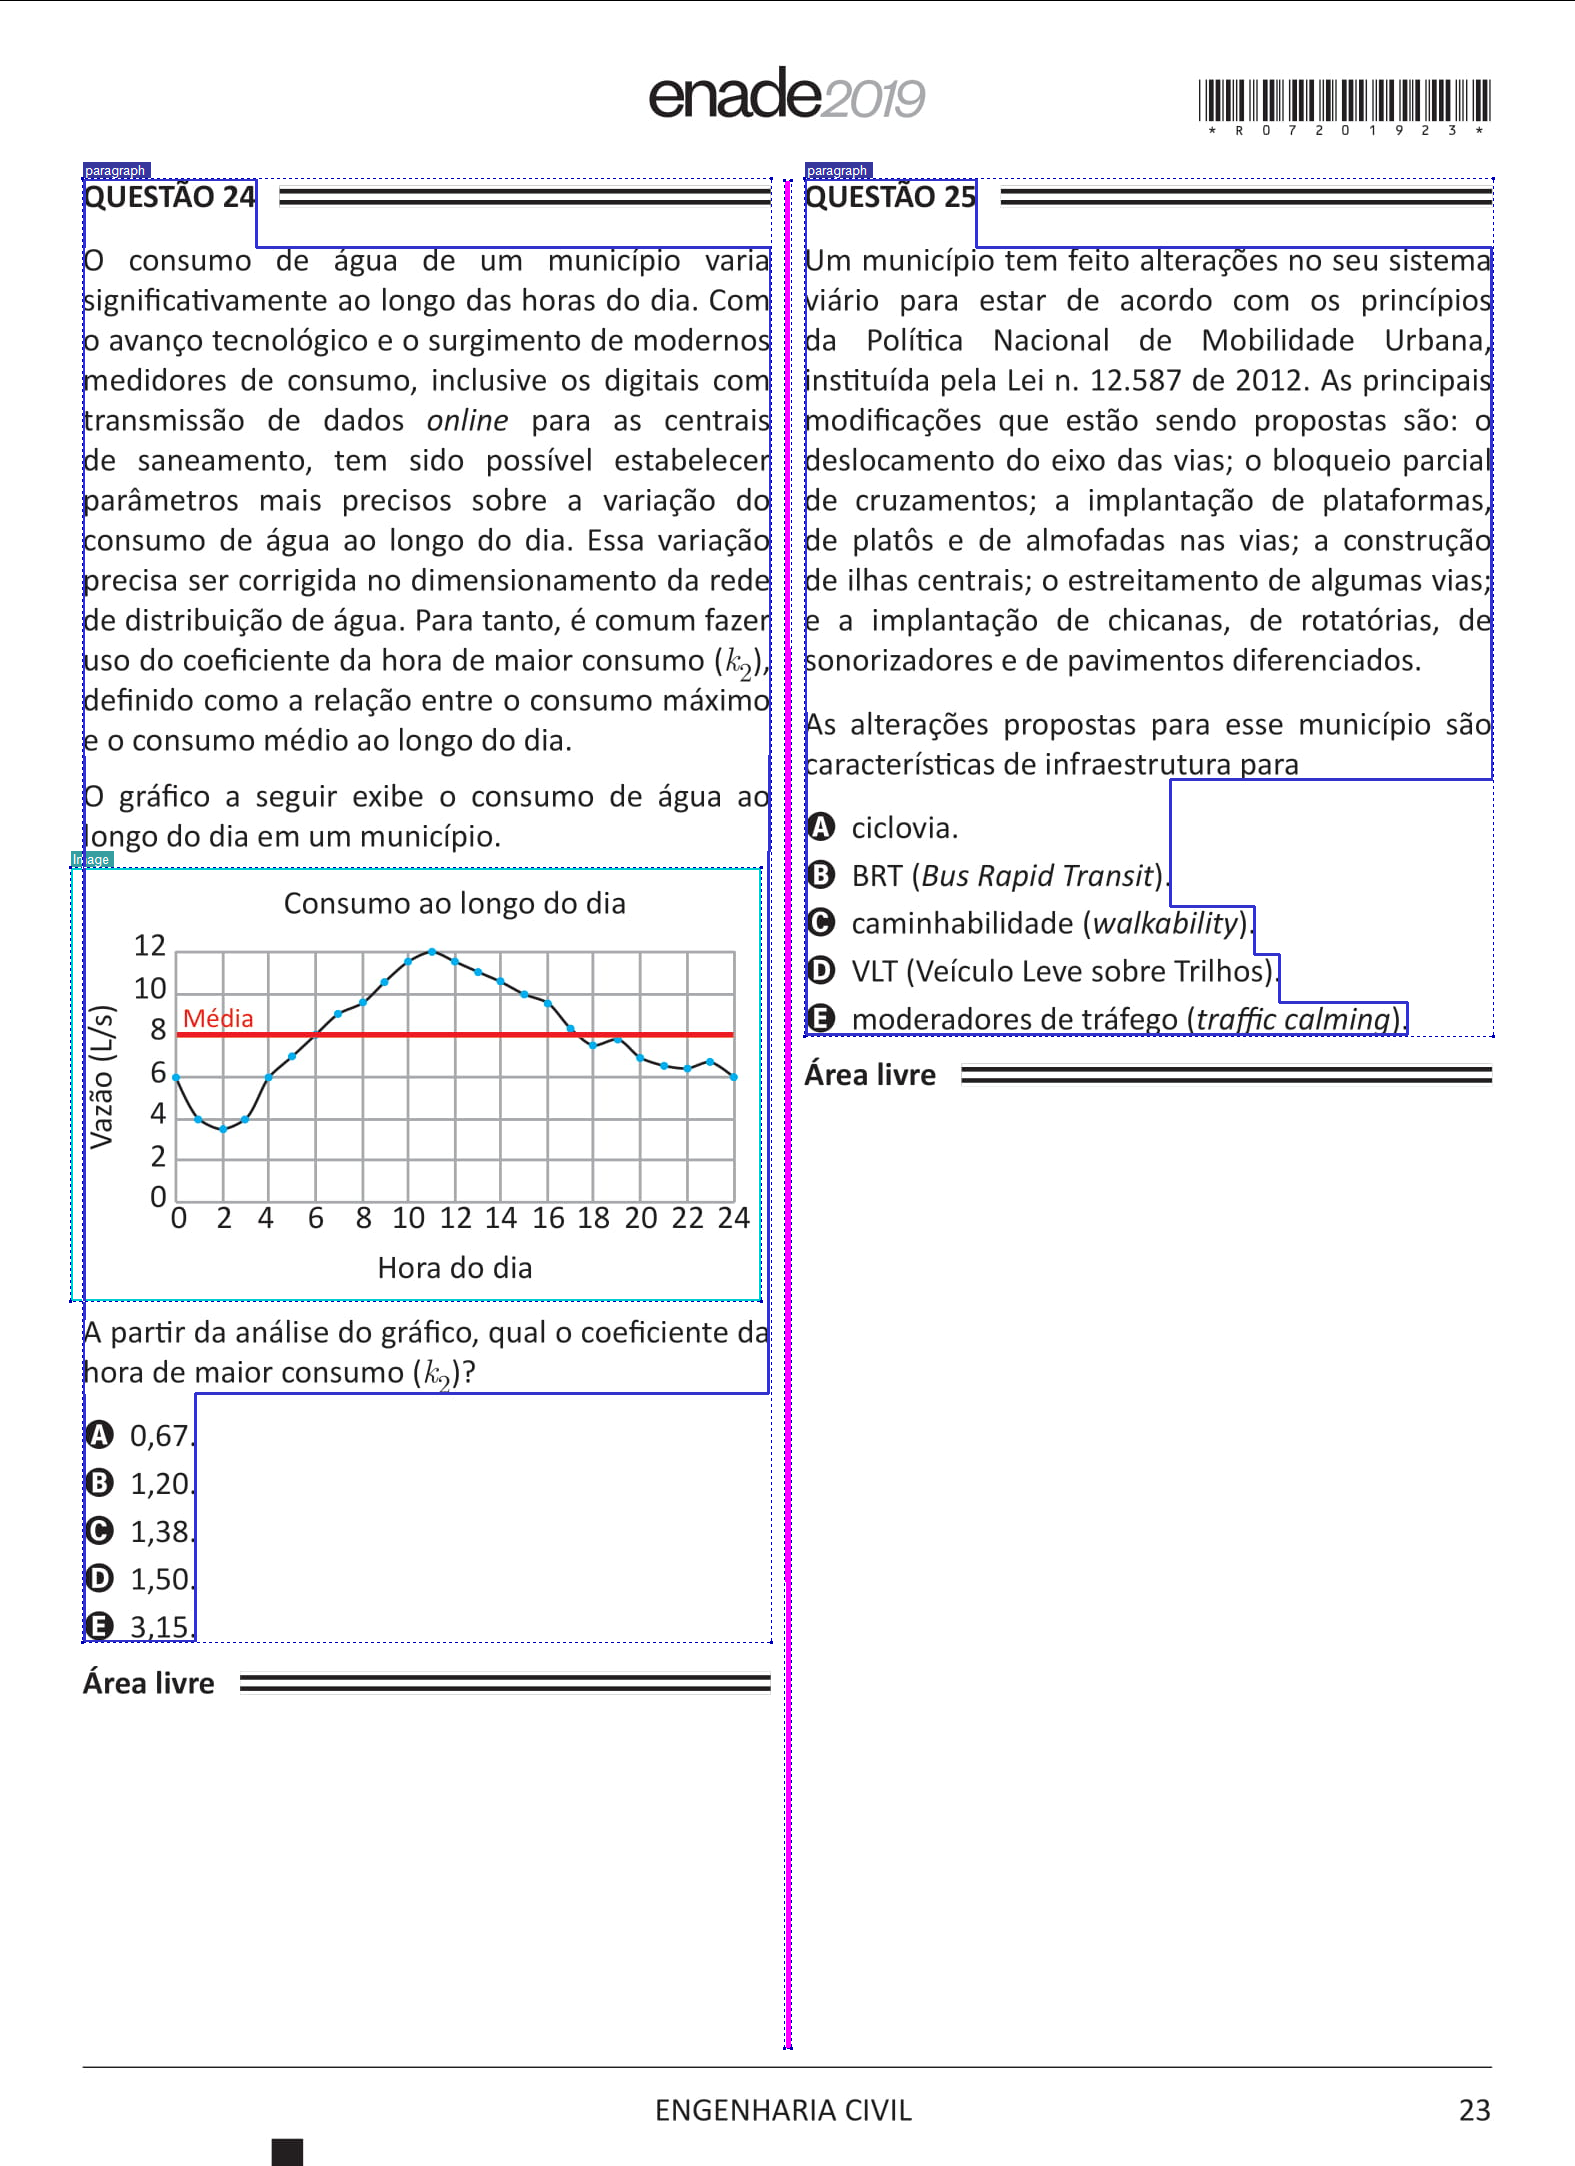 enade2019
*R07201923*
paragraph
QUESTÃO 24
O consumo de água de um município varia
significativamente ao longo das horas do dia. Com
o avanço tecnológico e o surgimento de modernos
medidores de consumo, inclusive os digitais com
transmissão de dados online para as centrais
de saneamento, tem sido possível estabelecer
parâmetros mais precisos sobre a variação do
consumo de água ao longo do dia. Essa variação
precisa ser corrigida no dimensionamento da rede
de distribuição de água. Para tanto, é comum fazer
uso do coeficiente da hora de maior consumo (k₂),
definido como a relação entre o consumo máximo
e o consumo médio ao longo do dia.
O gráfico a seguir exibe o consumo de água ao
longo do dia em um município.
Image
Consumo ao longo do dia
Vazão (L/s)
12
10
8
6
4
2
0
Média
0 2 4 6 8 10 12 14 16 18 20 22 24
Hora do dia
A partir da análise do gráfico, qual o coeficiente da
hora de maior consumo (k₂)?
A 0,67.
B 1,20.
C 1,38.
D 1,50.
E 3,15.
Área livre
paragraph
QUESTÃO 25
Um município tem feito alterações no seu sistema
viário para estar de acordo com os princípios
da Política Nacional de Mobilidade Urbana,
instituída pela Lei n. 12.587 de 2012. As principais
modificações que estão sendo propostas são: o
deslocamento do eixo das vias; o bloqueio parcial
de cruzamentos; a implantação de plataformas,
de platôs e de almofadas nas vias; a construção
de ilhas centrais; o estreitamento de algumas vias;
e a implantação de chicanas, de rotatórias, de
sonorizadores e de pavimentos diferenciados.
As alterações propostas para esse município são
características de infraestrutura para
A ciclovia.
B BRT (Bus Rapid Transit).
C caminhabilidade (walkability).
D VLT (Veículo Leve sobre Trilhos).
E moderadores de tráfego (traffic calming).
Área livre
ENGENHARIA CIVIL
23